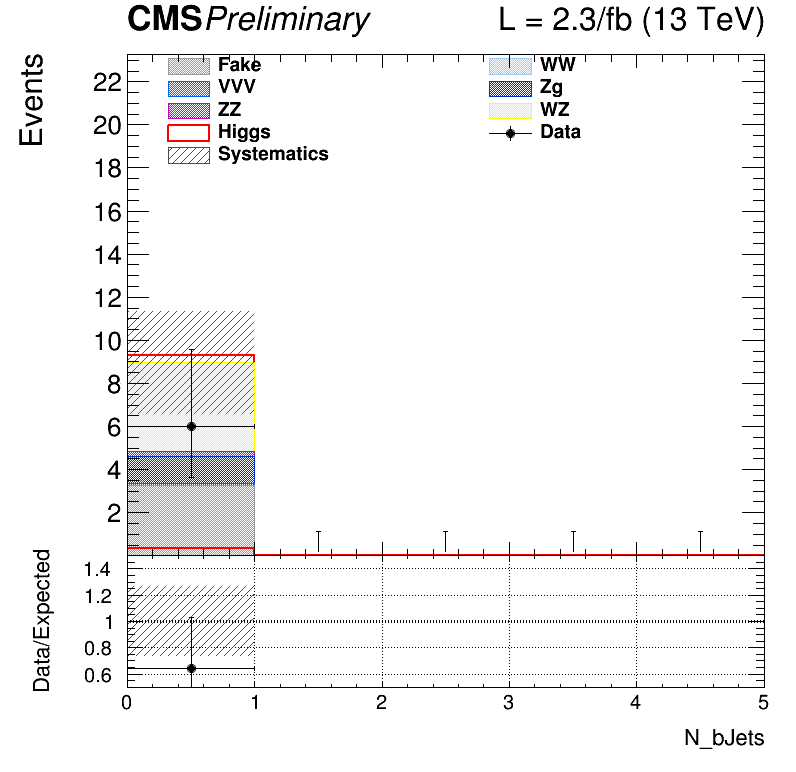 CMSPreliminary L = 2.3/fb (13 TeV)
Events
22
20
18
16
14
12
10
8
6
4
2
Fake WW
VVV Zg
ZZ WZ
Higgs Data
Systematics
Data/Expected
1.4
1.2
1
0.8
0.6
0 1 2 3 4 5
N_bJets